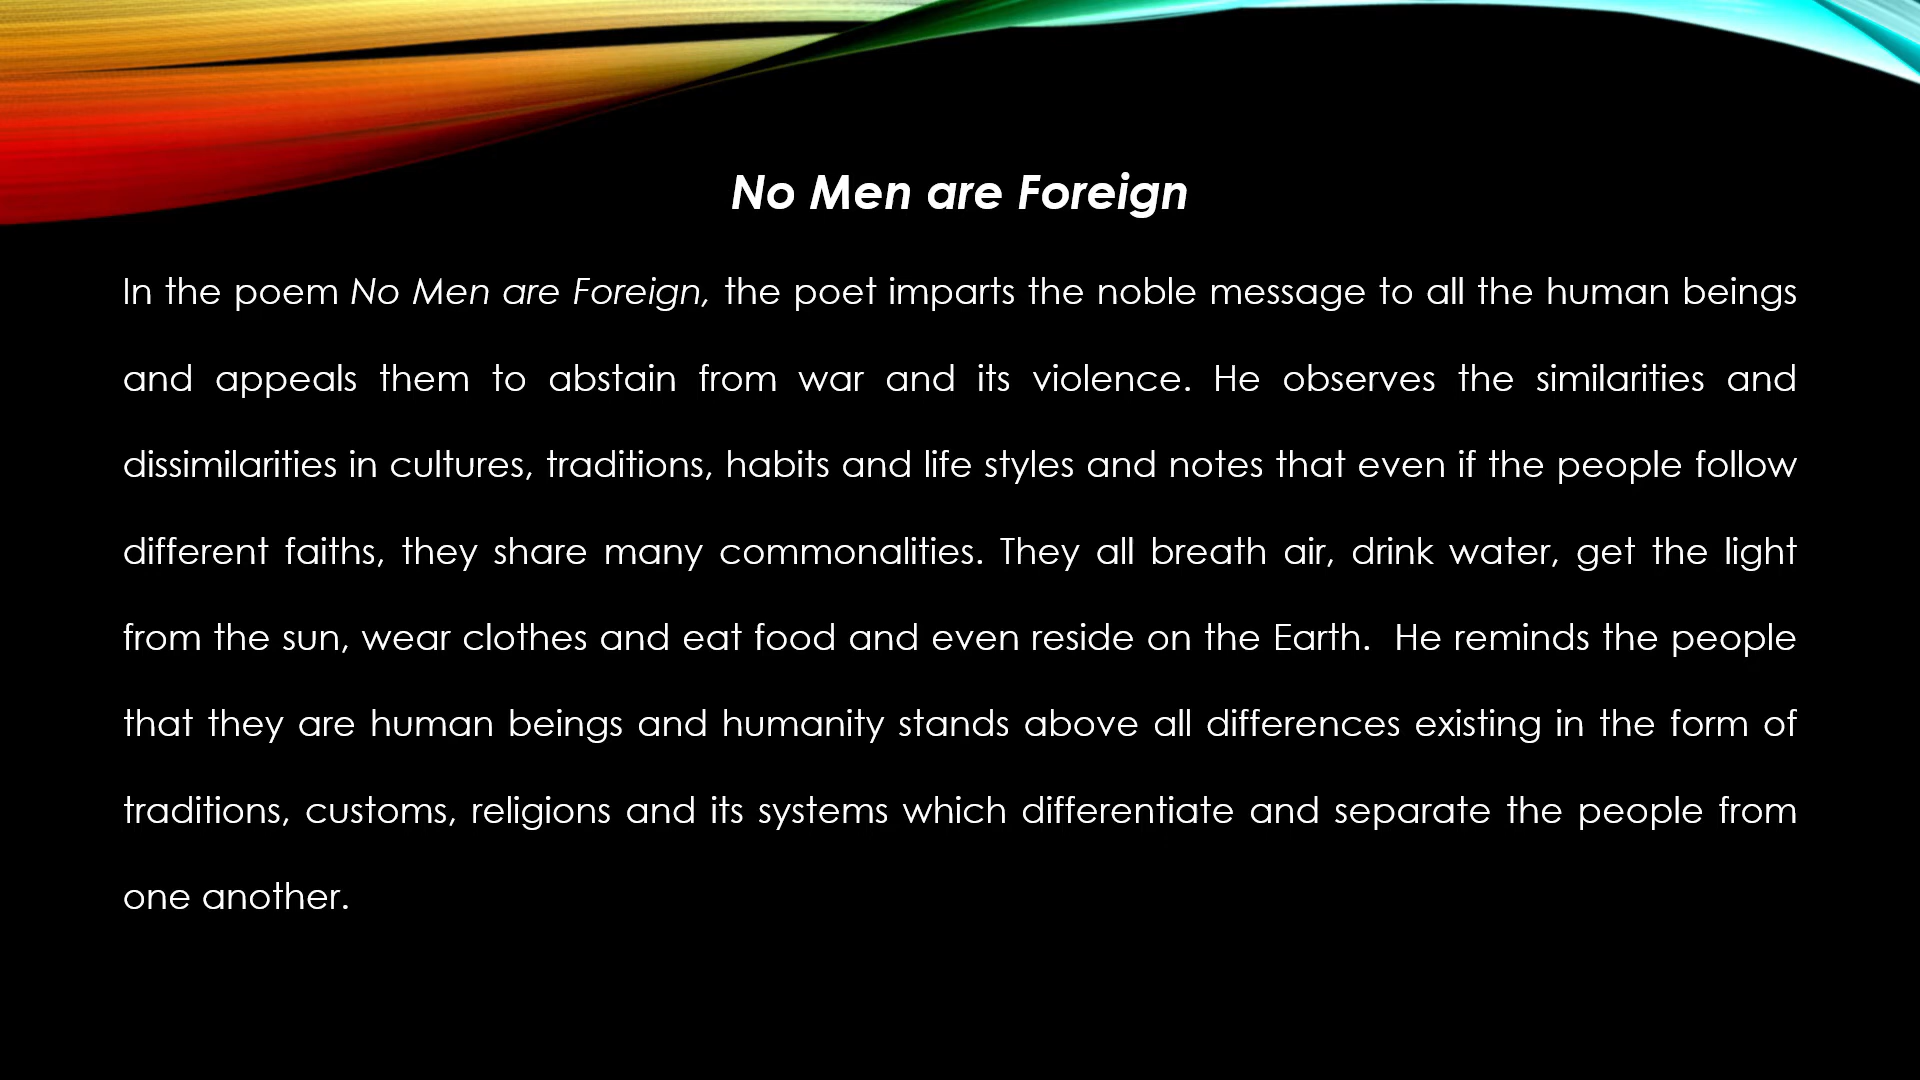 No Men are Foreign
In the poem No Men are Foreign, the poet imparts the noble message to all the human beings
and appeals them to abstain from war and its violence. He observes the similarities and
dissimilarities in cultures, traditions, habits and life styles and notes that even if the people follow
different faiths, they share many commonalities. They all breath air, drink water, get the light
from the sun, wear clothes and eat food and even reside on the Earth.  He reminds the people
that they are human beings and humanity stands above all differences existing in the form of
traditions, customs, religions and its systems which differentiate and separate the people from
one another.